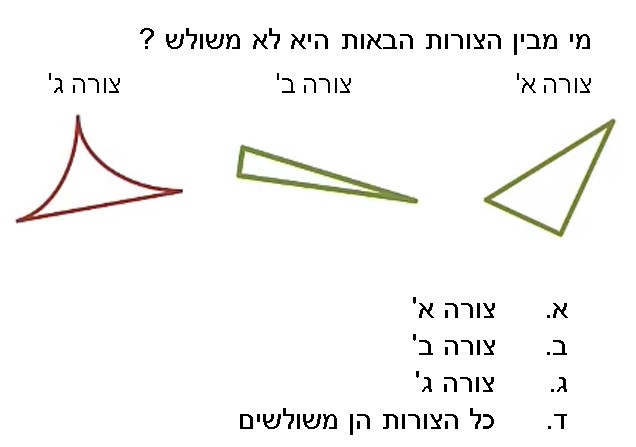 מי מבין הצורות הבאות היא לא משולש ?
צורה א' צורה ב' צורה ג'
א. צורה א'
ב. צורה ב'
ג. צורה ג'
ד. כל הצורות הן משולשים